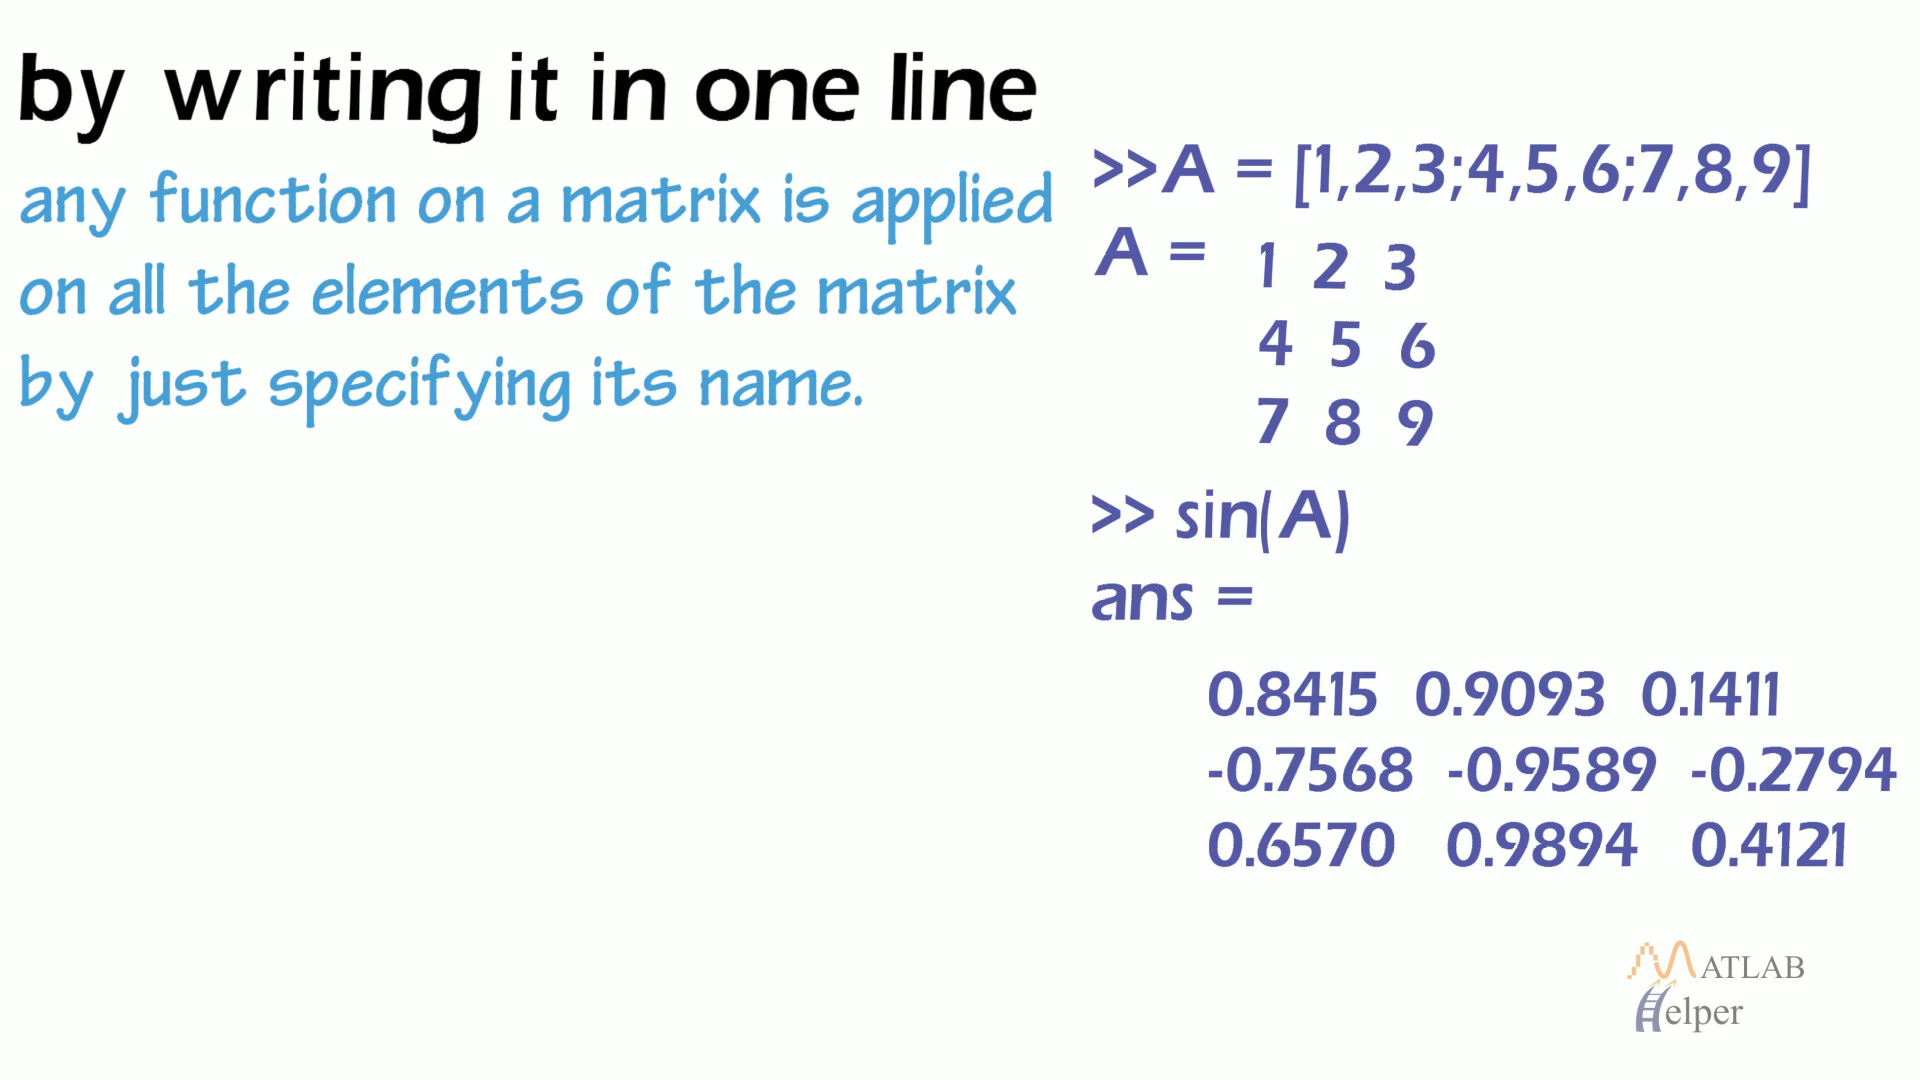 by writing it in one line
any function on a matrix is applied
on all the elements of the matrix
by just specifying its name.
>>A = [1,2,3;4,5,6;7,8,9]
A = 1 2 3
4 5 6
7 8 9
>> sin(A)
ans =
0.8415 0.9093 0.1411
-0.7568 -0.9589 -0.2794
0.6570 0.9894 0.4121
MATLAB
Helper